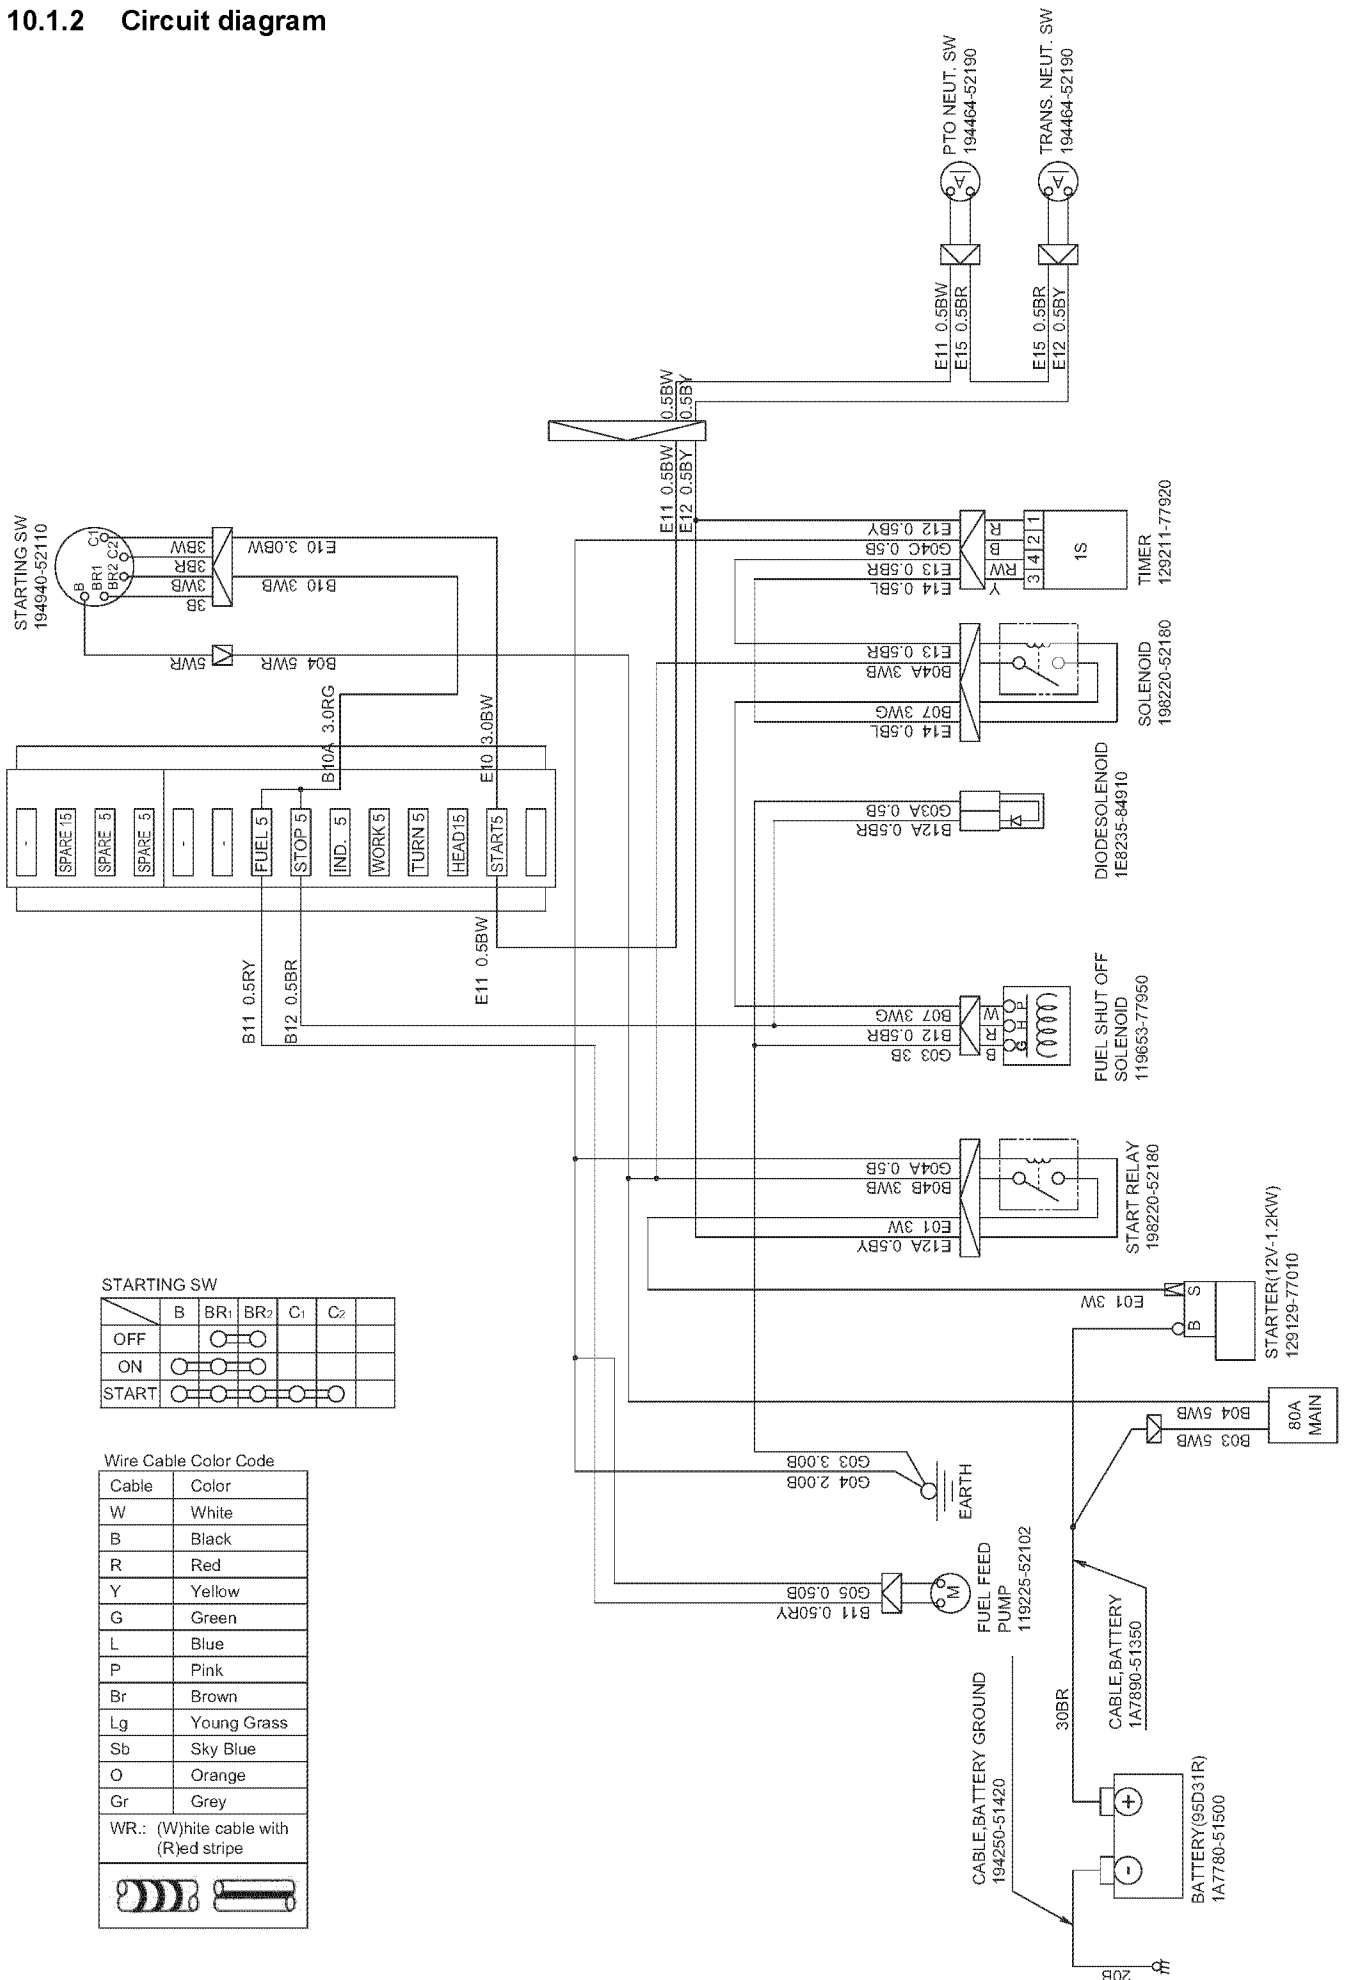 10.1.2 Circuit diagram
PTO NEUT. SW
194464-52190
TRANS. NEUT. SW
194464-52190
E11 0.5BW
E15 0.5BR
E15 0.5BR
E12 0.5BY
E11 0.5BW
E12 0.5BY
0.5BW
0.5BY
STARTING SW
194940-52110
B
BR1
BR2
C2
C1
3BW
3BR
3WB
3B
E10 3.0BW
B10 3WB
5WR
B04 5WR
B10A 3.0RG
E10 3.0BW
-
SPARE 15
SPARE 5
SPARE 5
-
-
FUEL 5
STOP 5
IND. 5
WORK 5
TURN 5
HEAD15
START5
B11 0.5RY
B12 0.5BR
E11 0.5BW
E12 0.5BY
G04C 0.5B
E13 0.5BR
E14 0.5BL
R
B
RW
Y
1
2
4
3
1S
TIMER
129211-77920
E13 0.5BR
B04A 3WB
B07 3WG
E14 0.5BL
SOLENOID
198220-52180
G03A 0.5B
B12A 0.5BR
DIODESOLENOID
1E8235-84910
B07 3WG
B12 0.5BR
G03 3B
W
R
B
P
H
G
FUEL SHUT OFF
SOLENOID
119653-77950
G04A 0.5B
B04B 3WB
E01 3W
E12A 0.5BY
START RELAY
198220-52180
E01 3W
S
B
STARTER(12V-1.2KW)
129129-77010
B04 5WB
B03 5WB
80A
MAIN
G03 3.00B
G04 2.00B
EARTH
G05 0.50B
B11 0.50RY
M
FUEL FEED
PUMP
119225-52102
CABLE,BATTERY GROUND
194250-51420
30BR
CABLE,BATTERY
1A7890-51350
+
-
BATTERY(95D31R)
1A7780-51500
20B
STARTING SW
B BR1 BR2 C1 C2
OFF
ON
START
Wire Cable Color Code
Cable Color
W White
B Black
R Red
Y Yellow
G Green
L Blue
P Pink
Br Brown
Lg Young Grass
Sb Sky Blue
O Orange
Gr Grey
WR.: (W)hite cable with
(R)ed stripe